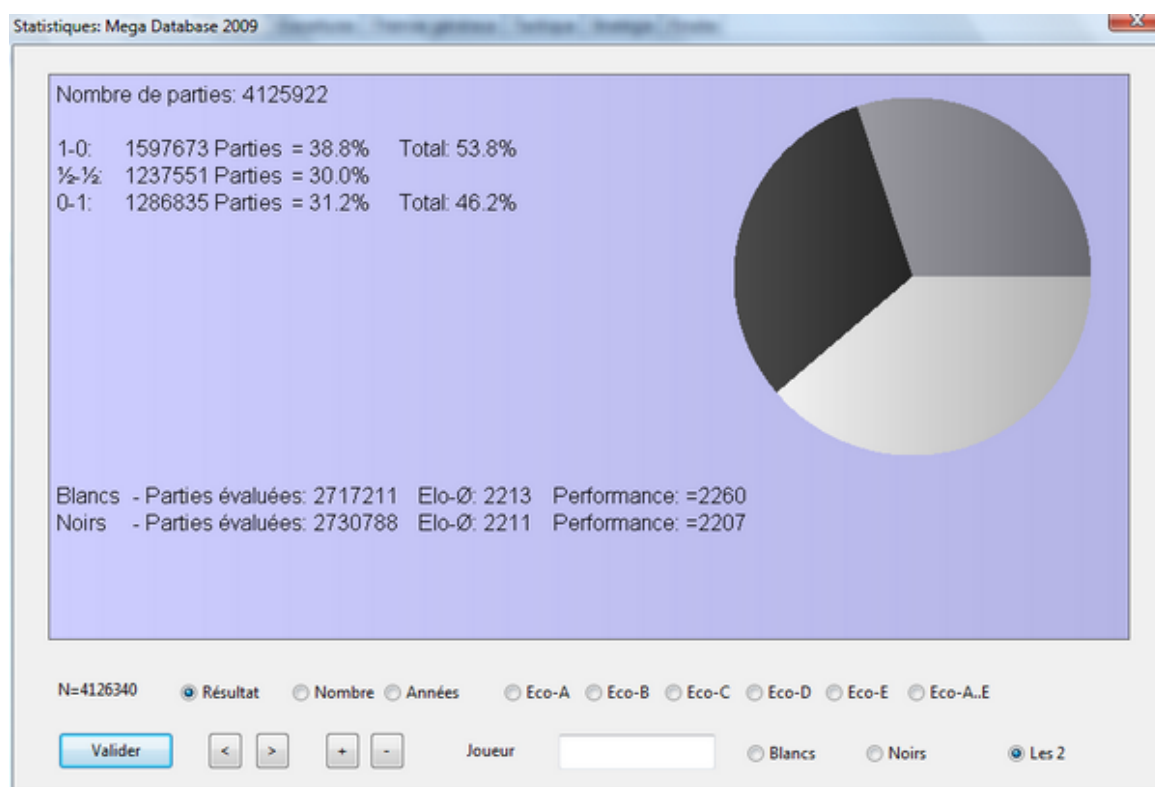 Statistiques: Mega Database 2009
Nombre de parties: 4125922
1-0: 1597673 Parties = 38.8% Total: 53.8%
½-½: 1237551 Parties = 30.0%
0-1: 1286835 Parties = 31.2% Total: 46.2%
Blancs - Parties évaluées: 2717211 Elo-Ø: 2213 Performance: =2260
Noirs - Parties évaluées: 2730788 Elo-Ø: 2211 Performance: =2207
N=4126340 Résultat Nombre Années Eco-A Eco-B Eco-C Eco-D Eco-E Eco-A..E
Valider < > + - Joueur Blancs Noirs Les 2